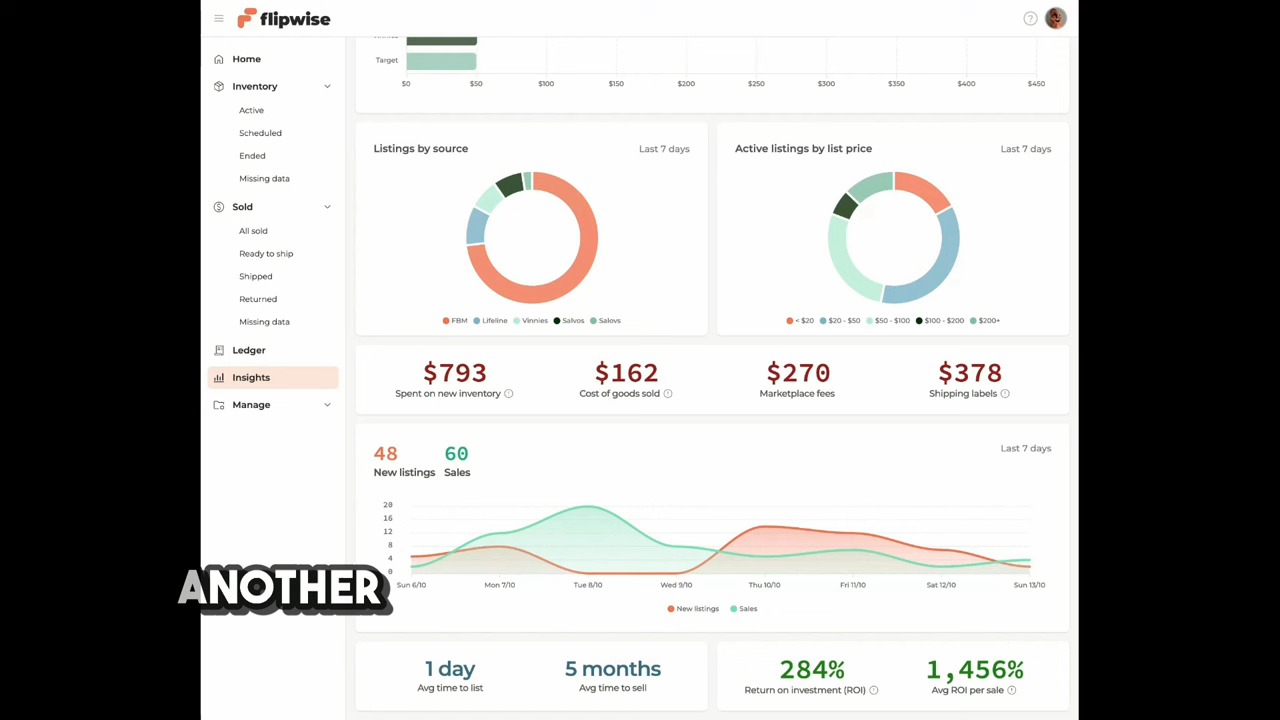 flipwise
?
Home
Inventory
Active
Scheduled
Ended
Missing data
Sold
All sold
Ready to ship
Shipped
Returned
Missing data
Ledger
Insights
Manage
Target
$0 $50 $100 $150 $200 $250 $300 $350 $400 $450
Listings by source Last 7 days
FBM Lifeline Vinnies Salvos Salovs
Active listings by list price Last 7 days
< $20 $20 - $50 $50 - $100 $100 - $200 $200+
$793 $162 $270 $378
Spent on new inventory Cost of goods sold Marketplace fees Shipping labels
48 60
New listings Sales
Last 7 days
20
16
12
8
4
0
Sun 6/10 Mon 7/10 Tue 8/10 Wed 9/10 Thu 10/10 Fri 11/10 Sat 12/10 Sun 13/10
New listings Sales
ANOTHER
1 day 5 months
Avg time to list Avg time to sell
284% 1,456%
Return on investment (ROI) Avg ROI per sale